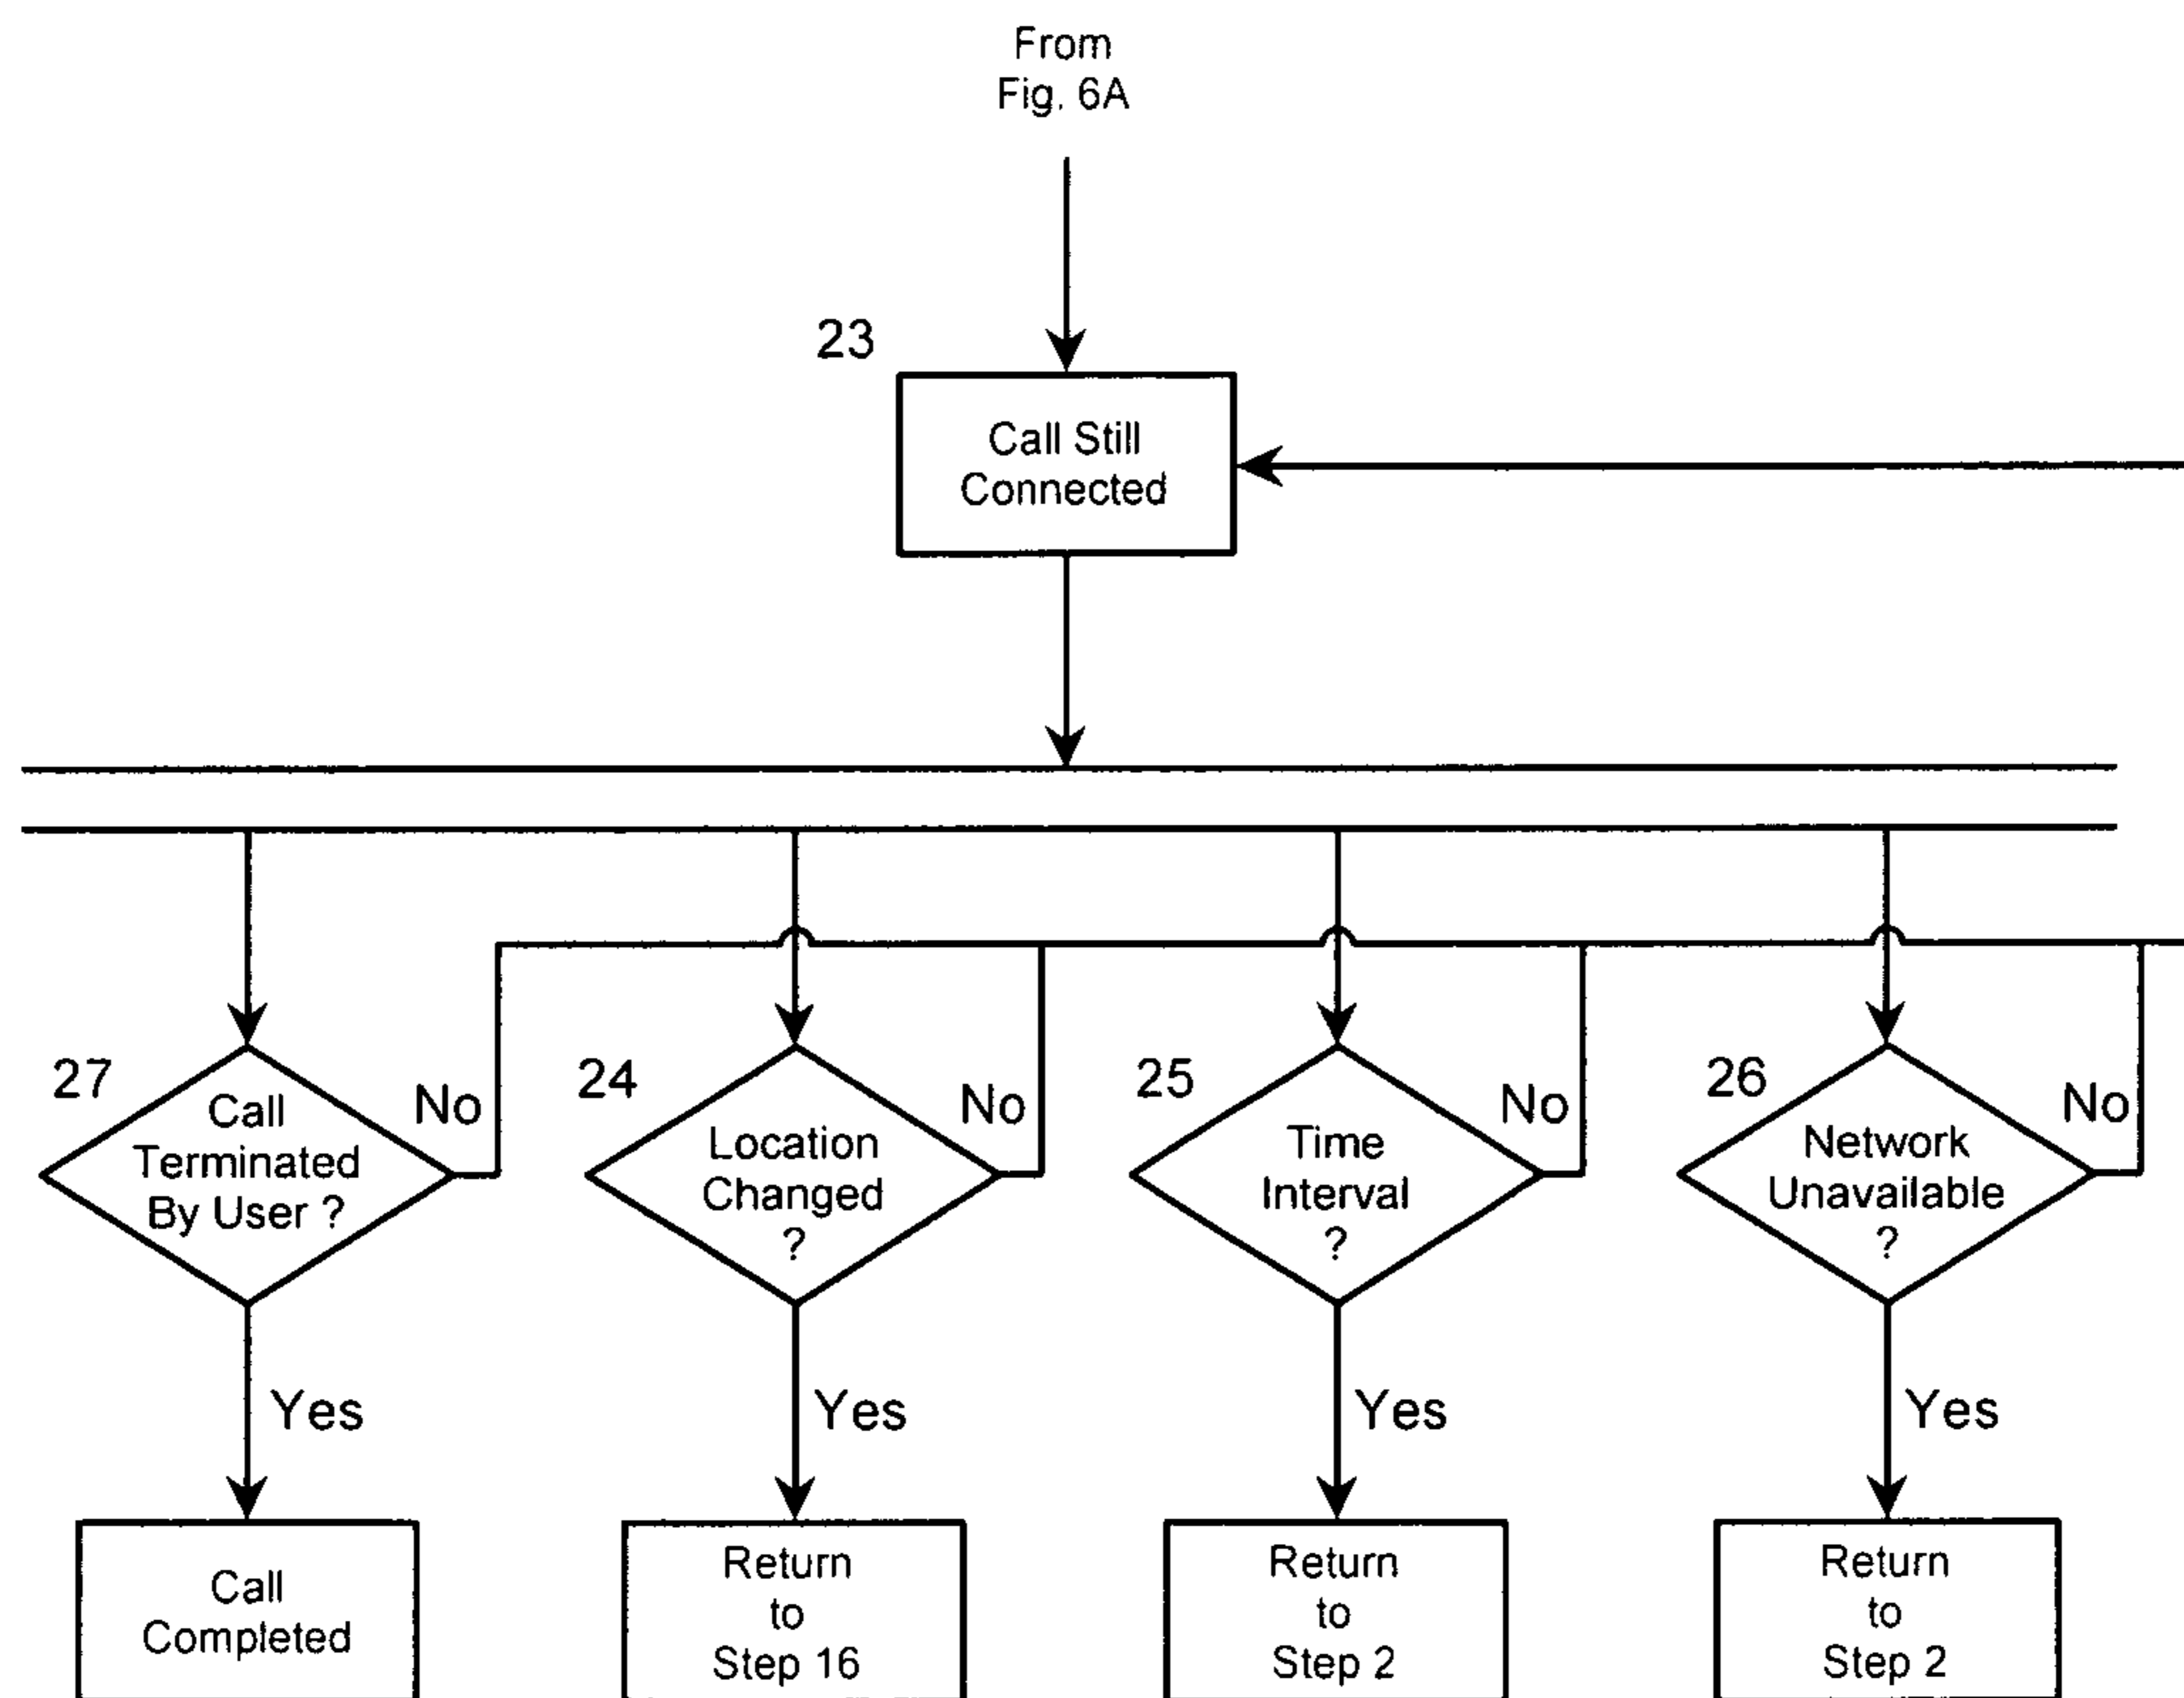 From
Fig. 6A
23
Call Still
Connected
27
Call
Terminated
By User ?
No
24
Location
Changed
?
No
25
Time
Interval
?
No
26
Network
Unavailable
?
No
Yes
Yes
Yes
Yes
Call
Completed
Return
to
Step 16
Return
to
Step 2
Return
to
Step 2